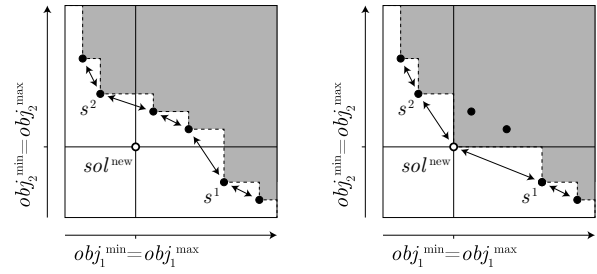 obj₂^min=obj₂^max
s²
sol^new
s¹
obj₁^min=obj₁^max
obj₂^min=obj₂^max
s²
sol^new
s¹
obj₁^min=obj₁^max